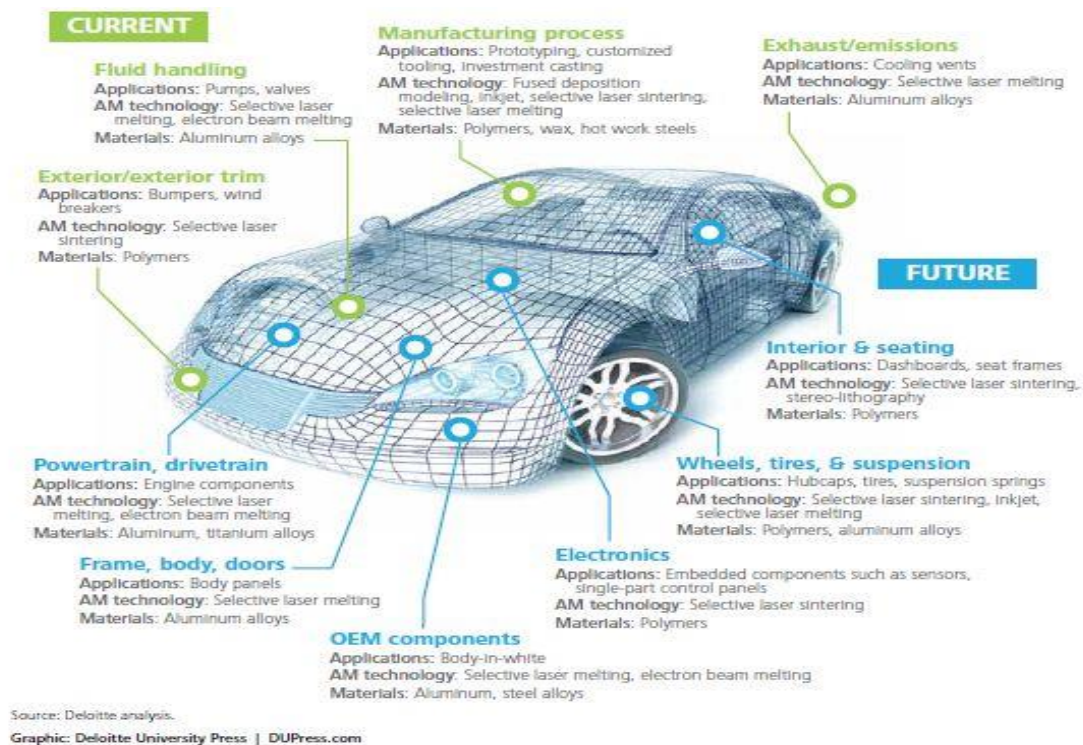 CURRENT
Manufacturing process
Applications: Prototyping, customized
tooling, investment casting
AM technology: Fused deposition
modeling, inkjet, selective laser sintering,
selective laser melting
Materials: Polymers, wax, hot work steels
Exhaust/emissions
Applications: Cooling vents
AM technology: Selective laser melting
Materials: Aluminum alloys
Fluid handling
Applications: Pumps, valves
AM technology: Selective laser
melting, electron beam melting
Materials: Aluminum alloys
Exterior/exterior trim
Applications: Bumpers, wind
breakers
AM technology: Selective laser
sintering
Materials: Polymers
FUTURE
Interior & seating
Applications: Dashboards, seat frames
AM technology: Selective laser sintering,
stereo-lithography
Materials: Polymers
Powertrain, drivetrain
Applications: Engine components
AM technology: Selective laser
melting, electron beam melting
Materials: Aluminum, titanium alloys
Wheels, tires, & suspension
Applications: Hubcaps, tires, suspension springs
AM technology: Selective laser sintering, inkjet,
selective laser melting
Materials: Polymers, aluminum alloys
Frame, body, doors
Applications: Body panels
AM technology: Selective laser melting
Materials: Aluminum alloys
Electronics
Applications: Embedded components such as sensors,
single-part control panels
AM technology: Selective laser sintering
Materials: Polymers
OEM components
Applications: Body-in-white
AM technology: Selective laser melting, electron beam melting
Materials: Aluminum, steel alloys
Source: Deloitte analysis.
Graphic: Deloitte University Press | DUPress.com